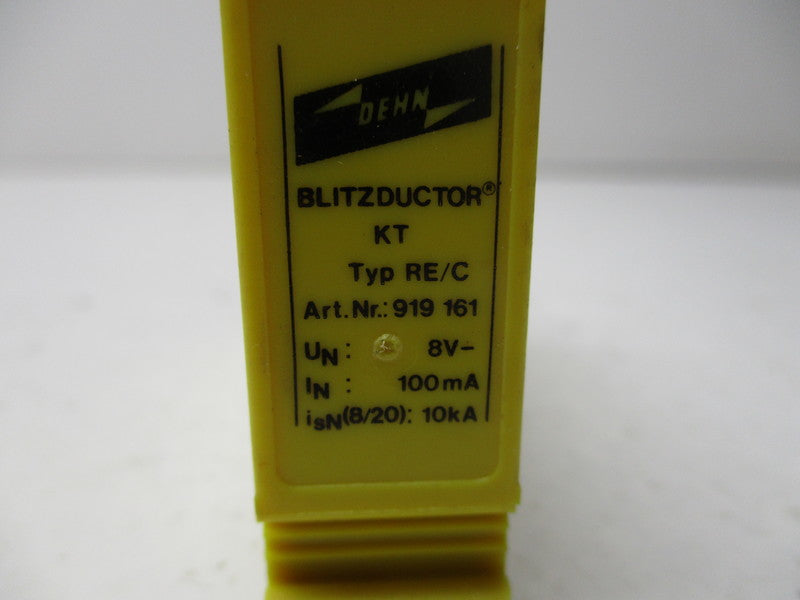 DEHN
BLITZDUCTOR®
KT
Typ RE/C
Art.Nr.: 919 161
UN : 8V-
IN : 100mA
isN(8/20): 10kA